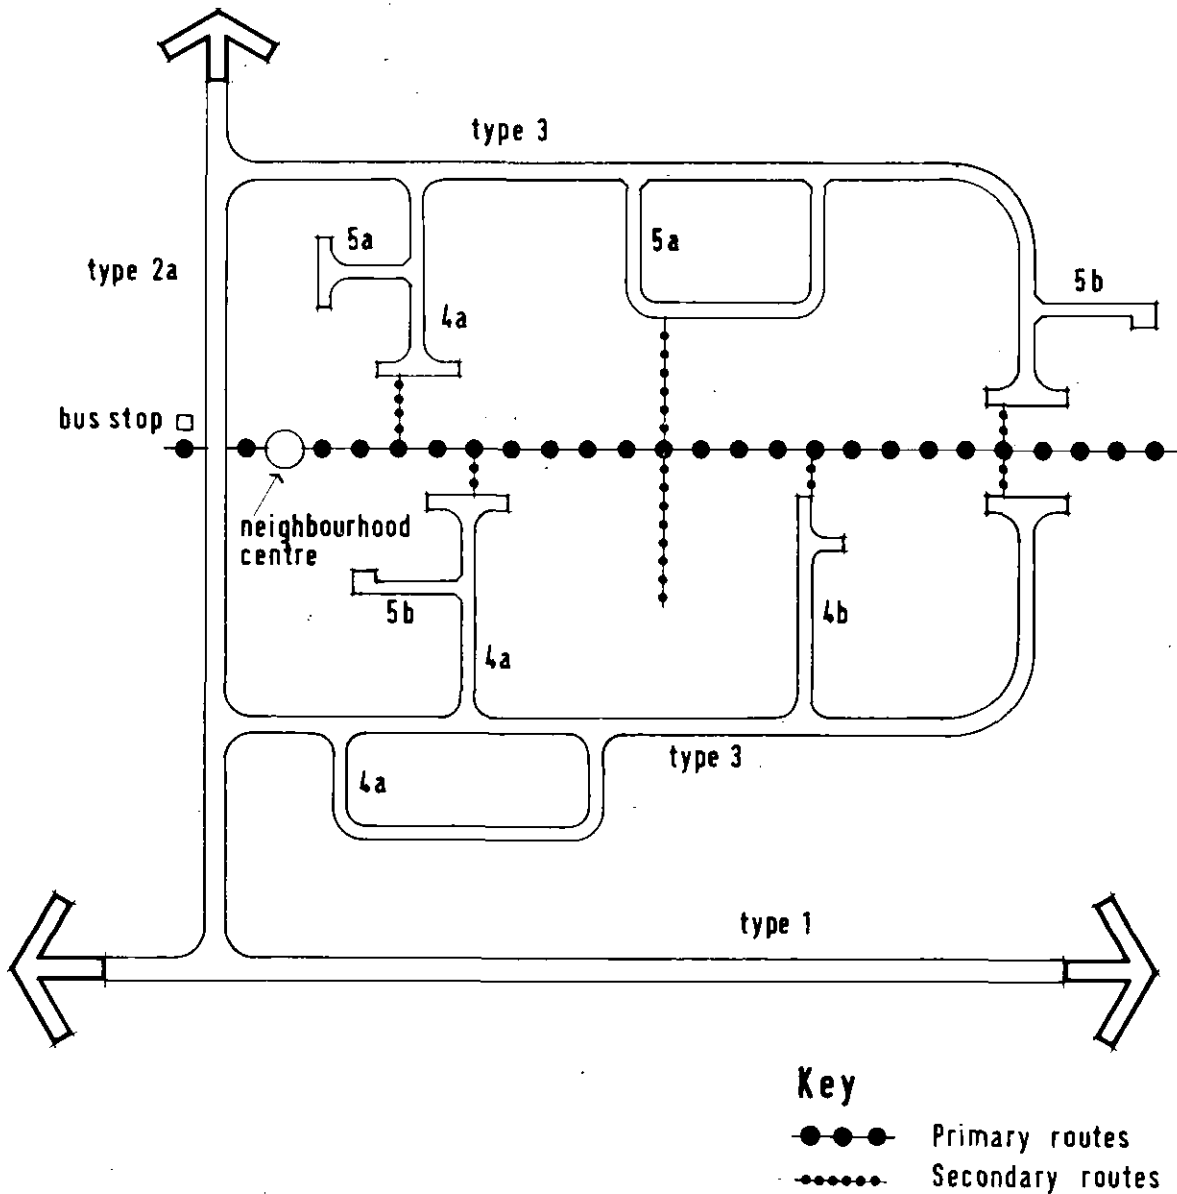 type 3
5a
5a
type 2a
5b
4a
bus stop
neighbourhood
centre
5b
4b
4a
type 3
4a
type 1
Key
Primary routes
Secondary routes